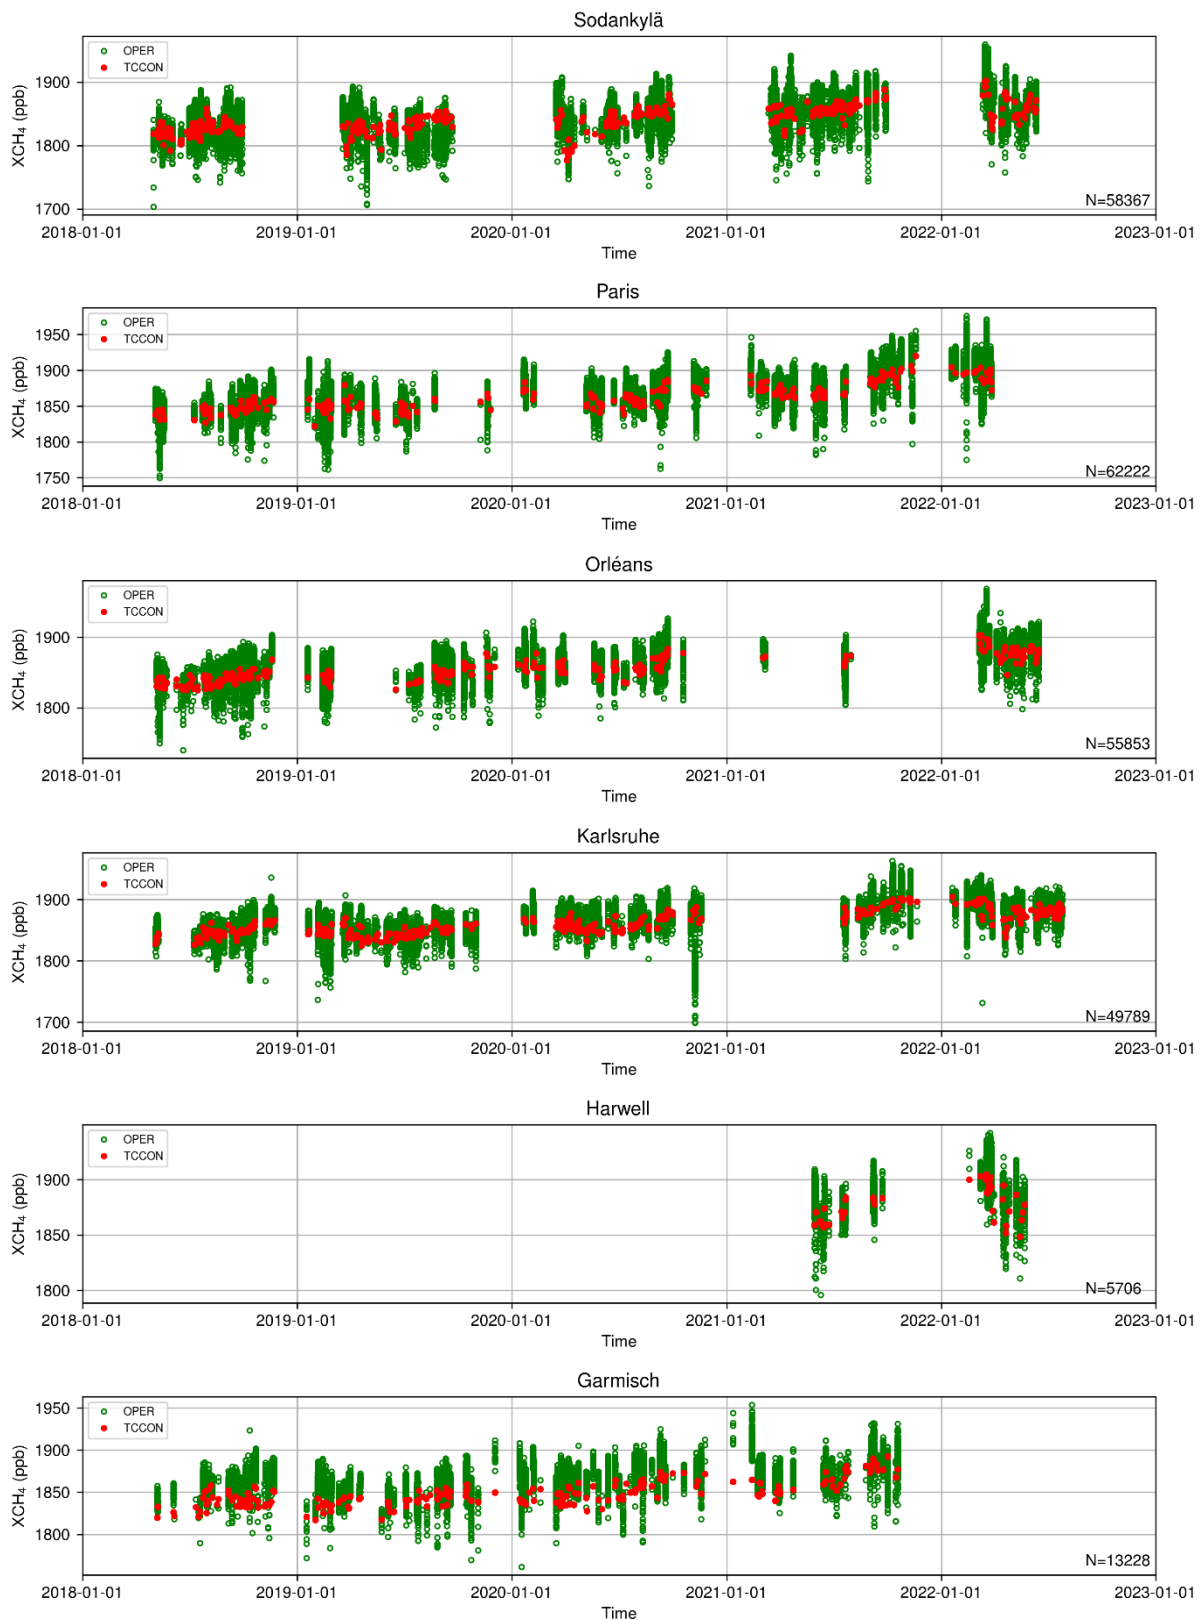 Sodankylä
OPER
TCCON
XCH₄ (ppb)
1900
1800
1700
2018-01-01 2019-01-01 2020-01-01 2021-01-01 2022-01-01 2023-01-01
N=58367
Time
Paris
OPER
TCCON
XCH₄ (ppb)
1950
1900
1850
1800
1750
N=62222
2018-01-01 2019-01-01 2020-01-01 2021-01-01 2022-01-01 2023-01-01
Time
Orléans
OPER
TCCON
XCH₄ (ppb)
1900
1800
N=55853
2018-01-01 2019-01-01 2020-01-01 2021-01-01 2022-01-01 2023-01-01
Time
Karlsruhe
OPER
TCCON
XCH₄ (ppb)
1900
1800
1700
N=49789
2018-01-01 2019-01-01 2020-01-01 2021-01-01 2022-01-01 2023-01-01
Time
Harwell
OPER
TCCON
XCH₄ (ppb)
1900
1850
1800
N=5706
2018-01-01 2019-01-01 2020-01-01 2021-01-01 2022-01-01 2023-01-01
Time
Garmisch
OPER
TCCON
XCH₄ (ppb)
1950
1900
1850
1800
N=13228
2018-01-01 2019-01-01 2020-01-01 2021-01-01 2022-01-01 2023-01-01
Time